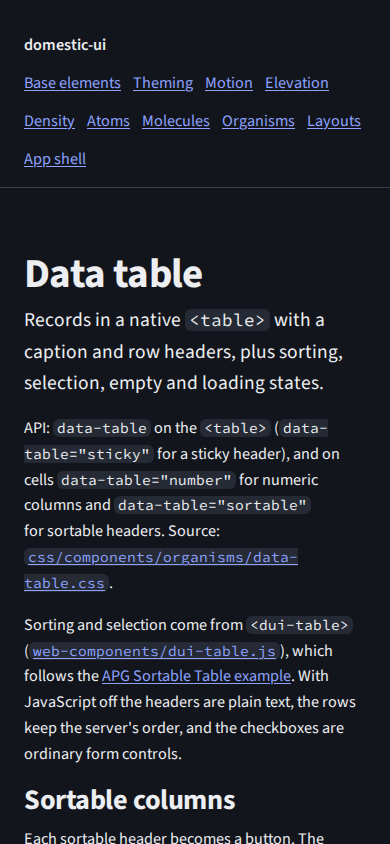 domestic-ui
Base elements Theming Motion Elevation
Density Atoms Molecules Organisms Layouts
App shell
Data table
Records in a native <table> with a
caption and row headers, plus sorting,
selection, empty and loading states.
API: data-table on the <table> ( data-
table="sticky" for a sticky header), and on
cells data-table="number" for numeric
columns and data-table="sortable"
for sortable headers. Source:
css/components/organisms/data-
table.css .
Sorting and selection come from <dui-table>
( web-components/dui-table.js ), which
follows the APG Sortable Table example. With
JavaScript off the headers are plain text, the rows
keep the server's order, and the checkboxes are
ordinary form controls.
Sortable columns
Each sortable header becomes a button. The